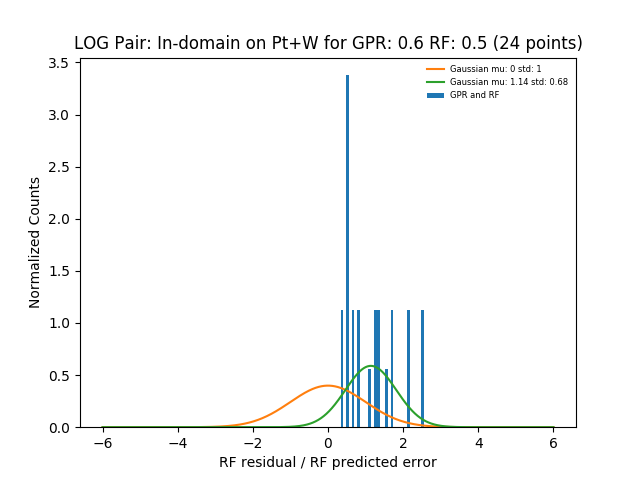 LOG Pair: In-domain on Pt+W for GPR: 0.6 RF: 0.5 (24 points)
Gaussian mu: 0 std: 1
Gaussian mu: 1.14 std: 0.68
GPR and RF
Normalized Counts
3.5
3.0
2.5
2.0
1.5
1.0
0.5
0.0
−6 −4 −2 0 2 4 6
RF residual / RF predicted error